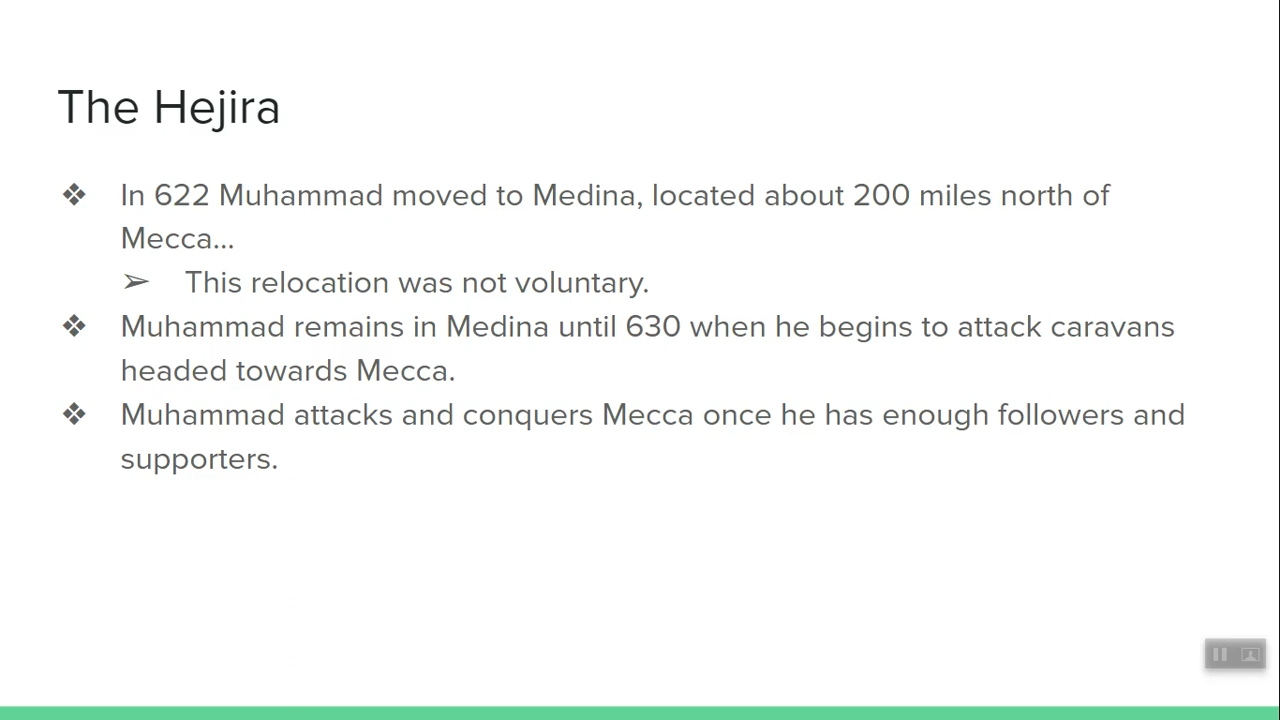 The Hejira
❖ In 622 Muhammad moved to Medina, located about 200 miles north of
Mecca...
➢ This relocation was not voluntary.
❖ Muhammad remains in Medina until 630 when he begins to attack caravans
headed towards Mecca.
❖ Muhammad attacks and conquers Mecca once he has enough followers and
supporters.